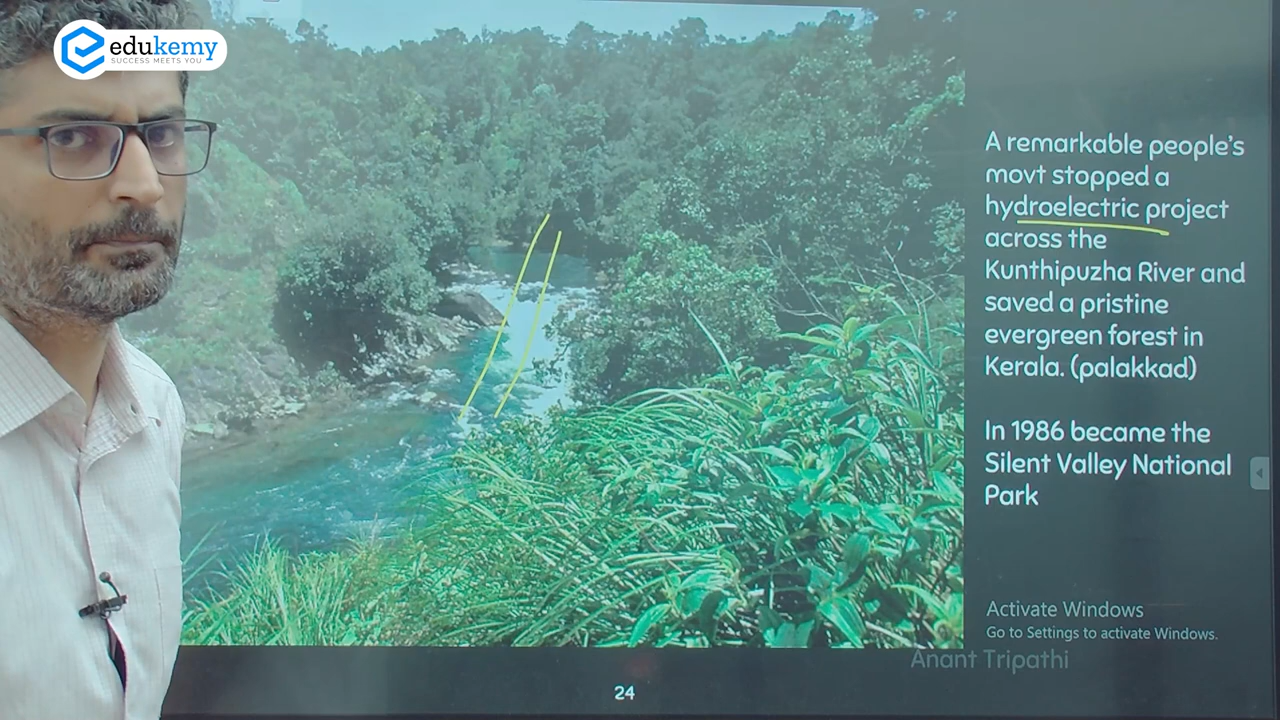 edukemy
SUCCESS MEETS YOU
A remarkable people's
movt stopped a
hydroelectric project
across the
Kunthipuzha River and
saved a pristine
evergreen forest in
Kerala. (palakkad)
In 1986 became the
Silent Valley National
Park
Activate Windows
Go to Settings to activate Windows.
Anant Tripathi
24